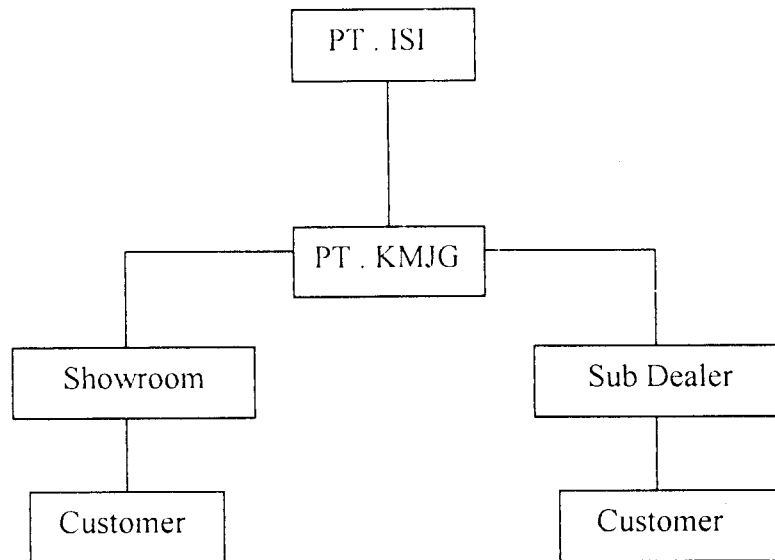 PT . ISI
PT . KMJG
Showroom
Sub Dealer
Customer
Customer